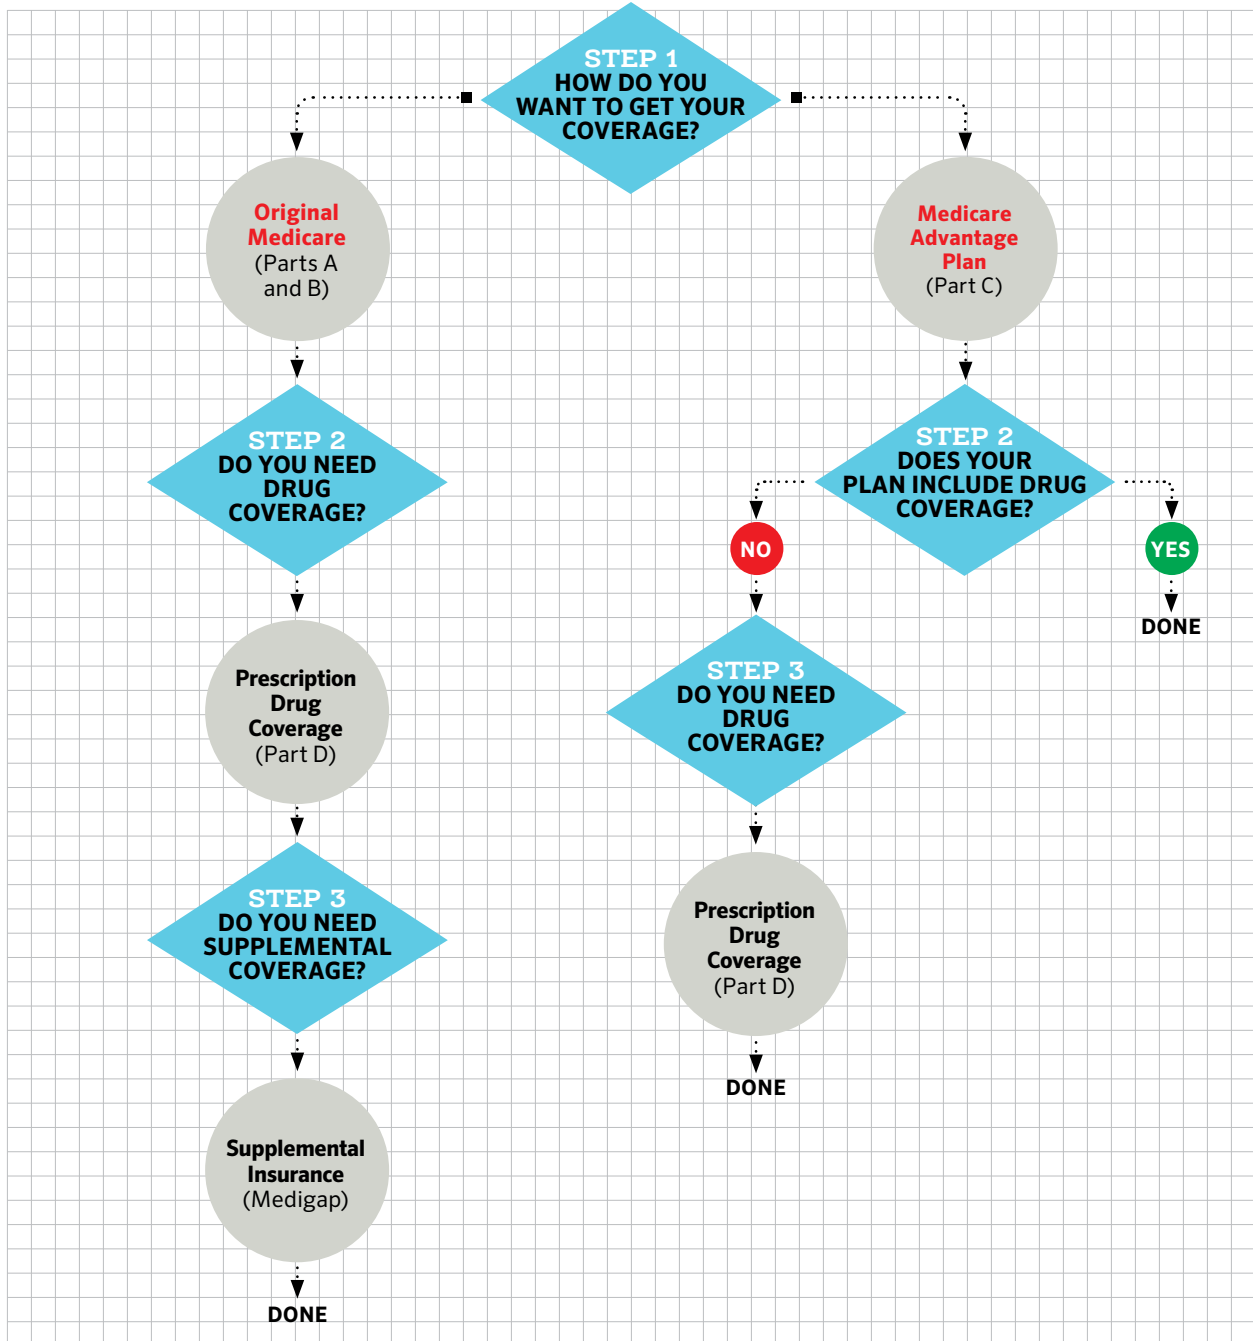 STEP 1
HOW DO YOU
WANT TO GET YOUR
COVERAGE?
Original
Medicare
(Parts A
and B)
Medicare
Advantage
Plan
(Part C)
STEP 2
DO YOU NEED
DRUG
COVERAGE?
STEP 2
DOES YOUR
PLAN INCLUDE DRUG
COVERAGE?
NO
YES
DONE
Prescription
Drug
Coverage
(Part D)
STEP 3
DO YOU NEED
DRUG
COVERAGE?
STEP 3
DO YOU NEED
SUPPLEMENTAL
COVERAGE?
Prescription
Drug
Coverage
(Part D)
DONE
Supplemental
Insurance
(Medigap)
DONE